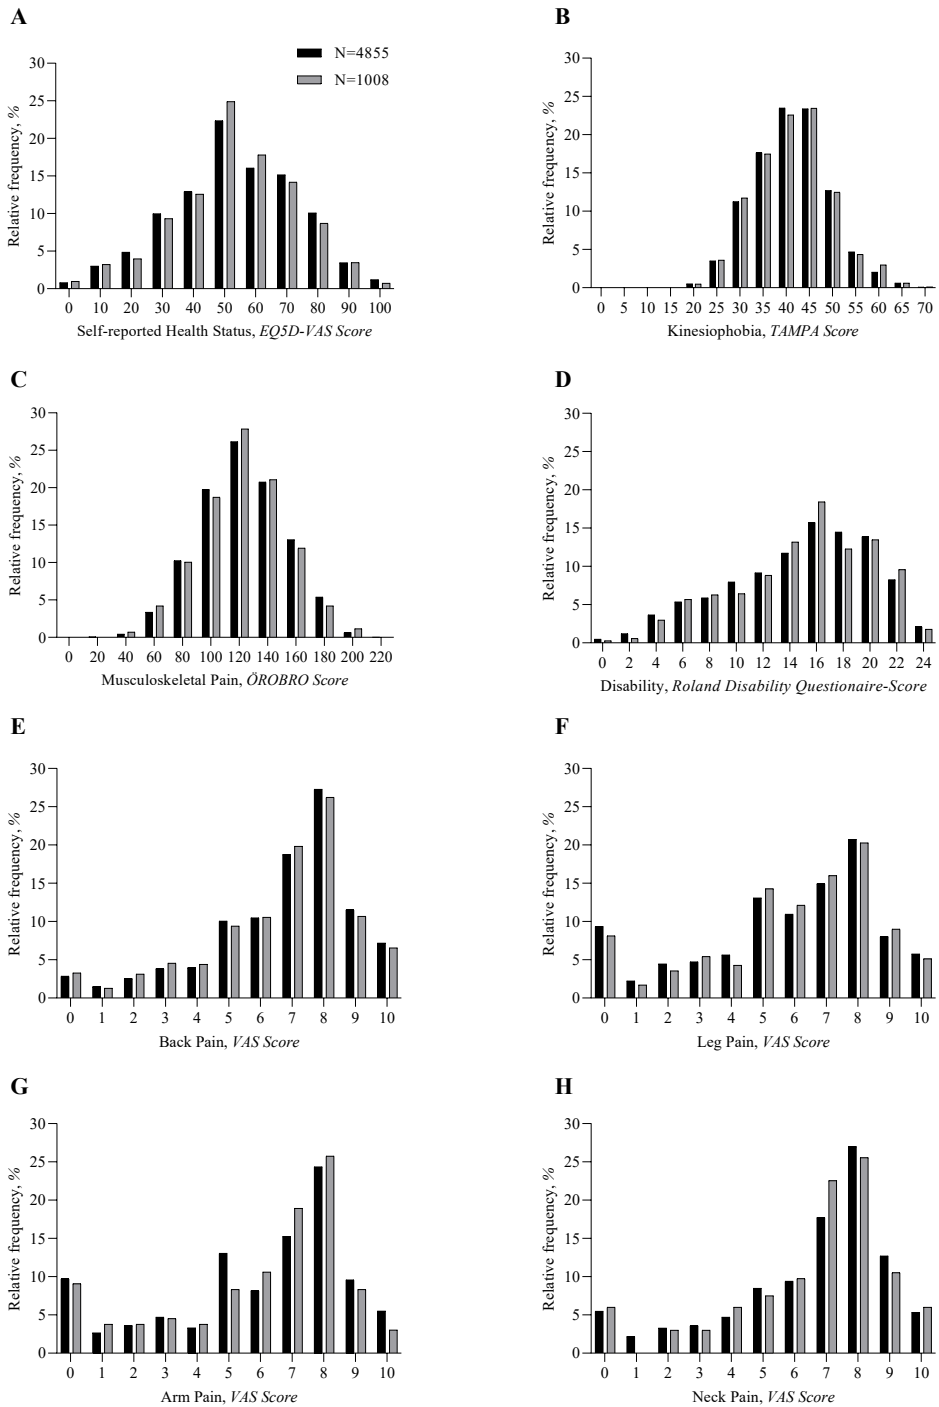 A
B
N=4855
N=1008
Relative frequency, %
30
25
20
15
10
5
0
0 10 20 30 40 50 60 70 80 90 100
Self-reported Health Status, EQ5D-VAS Score
Relative frequency, %
30
25
20
15
10
5
0
0 5 10 15 20 25 30 35 40 45 50 55 60 65 70
Kinesiophobia, TAMPA Score
C
D
Relative frequency, %
30
25
20
15
10
5
0
0 20 40 60 80 100 120 140 160 180 200 220
Musculoskeletal Pain, ÖROBRO Score
Relative frequency, %
30
25
20
15
10
5
0
0 2 4 6 8 10 12 14 16 18 20 22 24
Disability, Roland Disability Questionaire-Score
E
F
Relative frequency, %
30
25
20
15
10
5
0
0 1 2 3 4 5 6 7 8 9 10
Back Pain, VAS Score
Relative frequency, %
30
25
20
15
10
5
0
0 1 2 3 4 5 6 7 8 9 10
Leg Pain, VAS Score
G
H
Relative frequency, %
30
25
20
15
10
5
0
0 1 2 3 4 5 6 7 8 9 10
Arm Pain, VAS Score
Relative frequency, %
30
25
20
15
10
5
0
0 1 2 3 4 5 6 7 8 9 10
Neck Pain, VAS Score